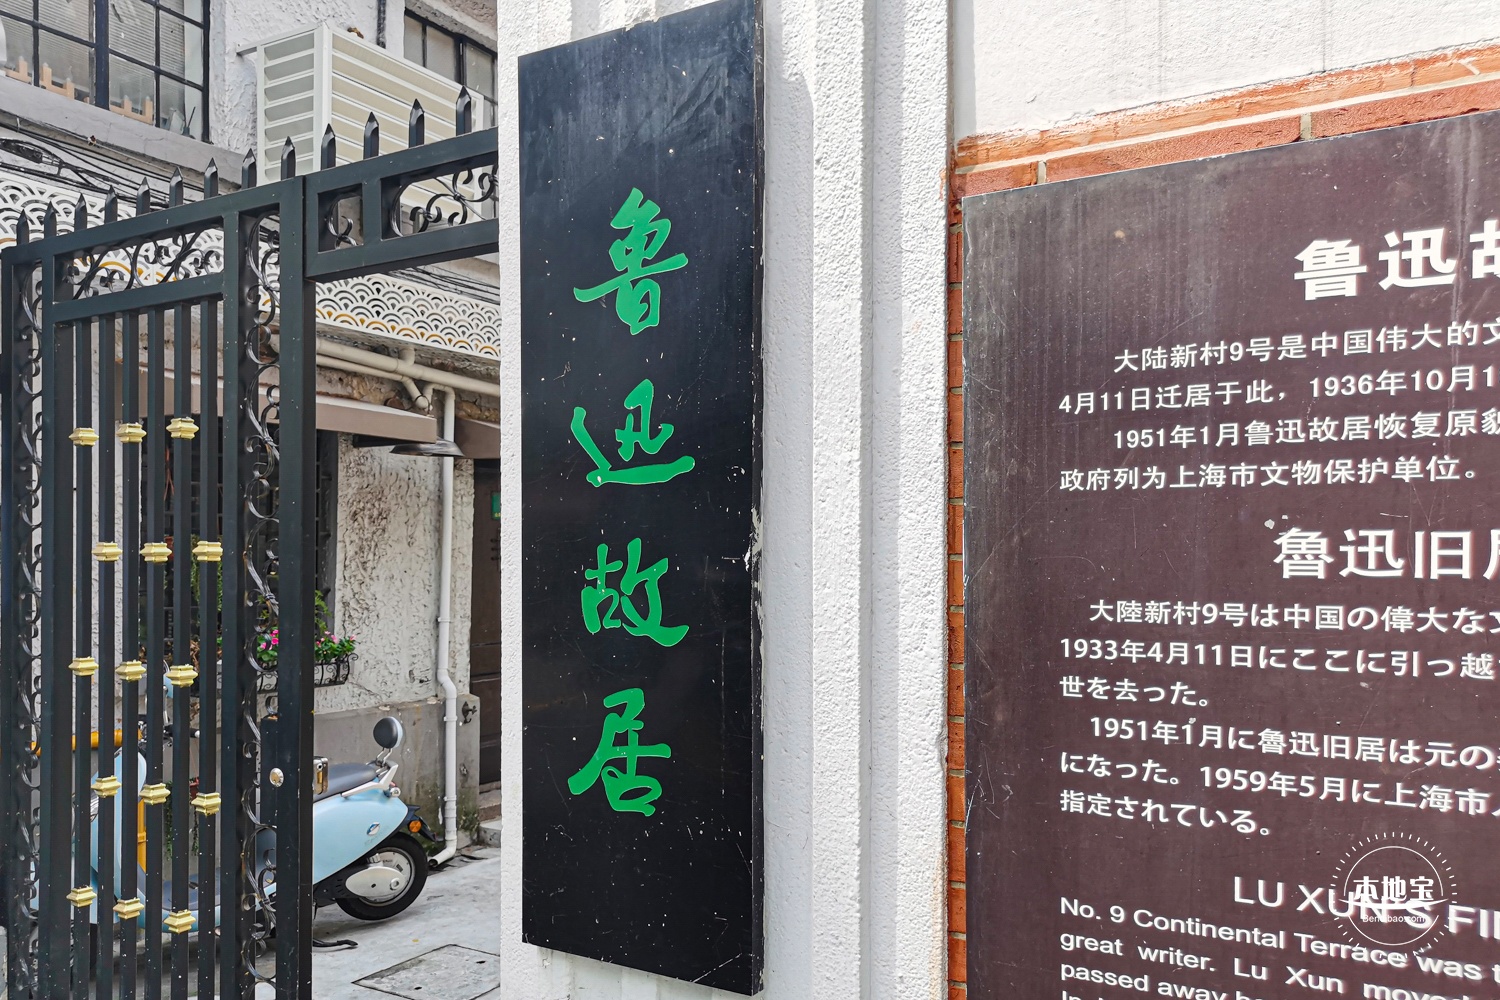 鲁迅故居
鲁迅故
大陆新村9号是中国伟大的文
4月11日迁居于此，1936年10月1
1951年1月鲁迅故居恢复原貌
政府列为上海市文物保护单位。
魯迅旧居
大陸新村9号は中国の偉大な文
1933年4月11日にここに引っ越
世を去った。
1951年1月に魯迅旧居は元の
になった。1959年5月に上海市人
指定されている。
LU XUN'S
No. 9 Continental Terrace was
great writer. Lu Xun
passed away
本地宝
Bendibao.com